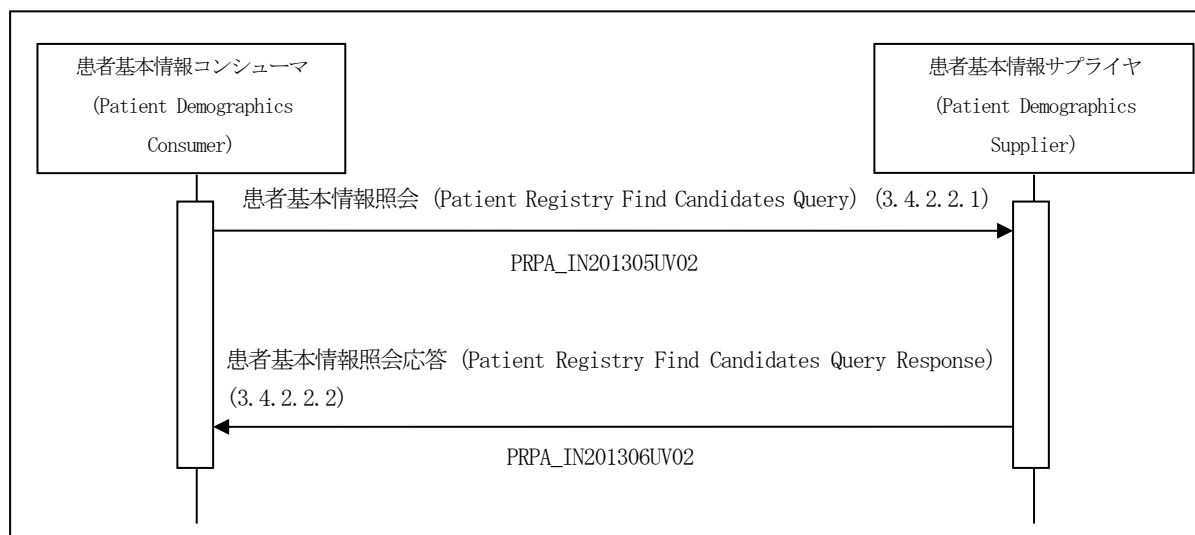 患者基本情報コンシューマ
(Patient Demographics
Consumer)
患者基本情報サプライヤ
(Patient Demographics
Supplier)
患者基本情報照会 (Patient Registry Find Candidates Query) (3.4.2.2.1)
PRPA_IN201305UV02
患者基本情報照会応答 (Patient Registry Find Candidates Query Response)
(3.4.2.2.2)
PRPA_IN201306UV02